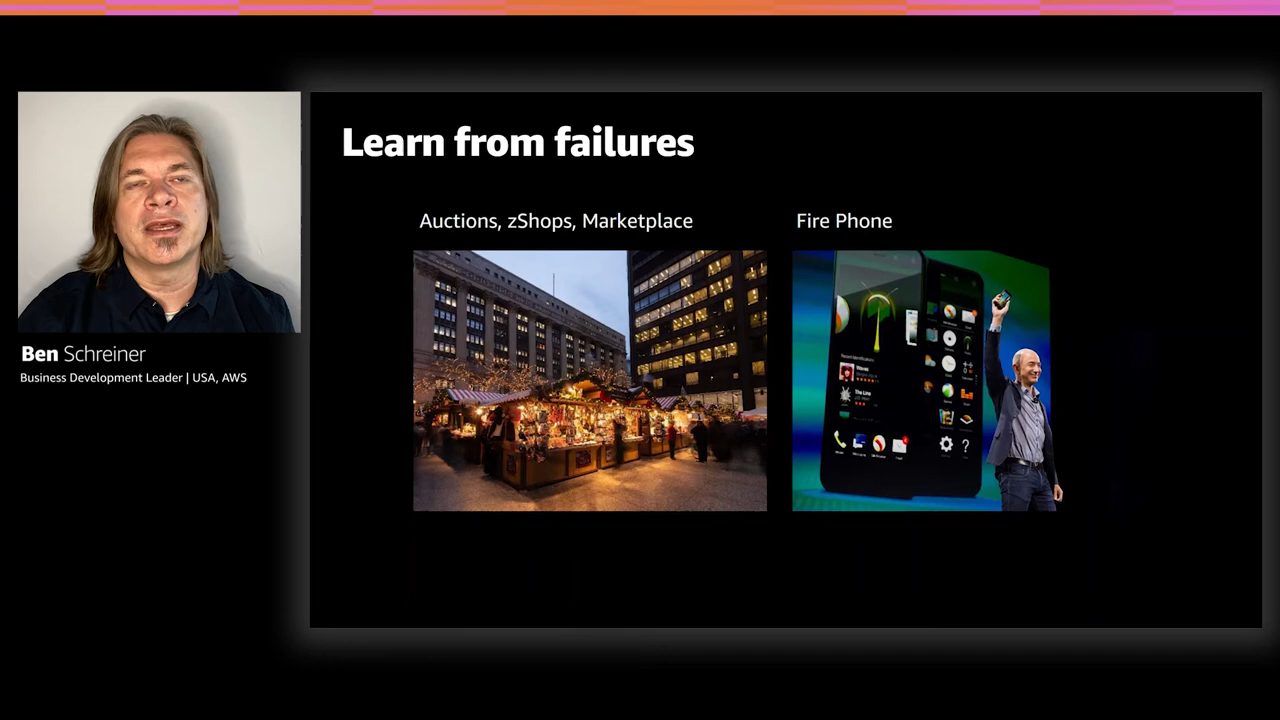 Learn from failures
Auctions, zShops, Marketplace
Fire Phone
Ben Schreiner
Business Development Leader | USA, AWS